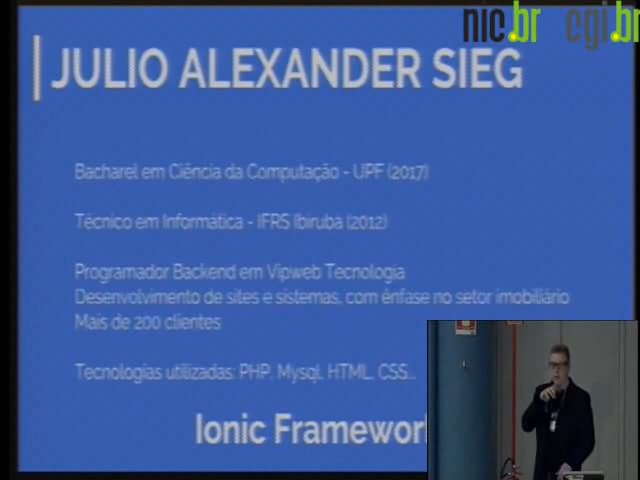 nic.br cgi.br
JULIO ALEXANDER SIEG
Bacharel em Ciência da Computação - UPF (2017)
Técnico em Informática - IFRS Ibirubá (2012)
Programador Backend em Vipweb Tecnologia
Desenvolvimento de sites e sistemas, com ênfase no setor imobiliário
Mais de 200 clientes
Tecnologias utilizadas: PHP, Mysql, HTML, CSS...
Ionic Framework